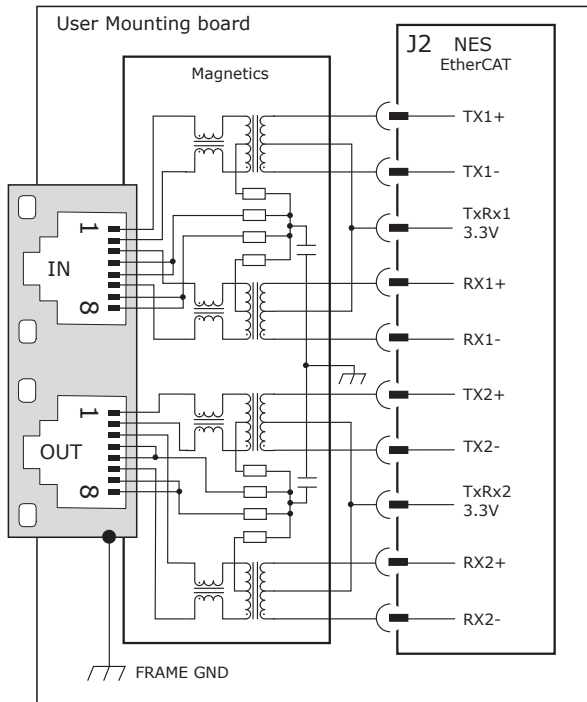 User Mounting board
J2 NES
EtherCAT
Magnetics
TX1+
TX1-
TxRx1
3.3V
1
IN
8
RX1+
RX1-
TX2+
1
OUT
8
TX2-
TxRx2
3.3V
RX2+
RX2-
FRAME GND